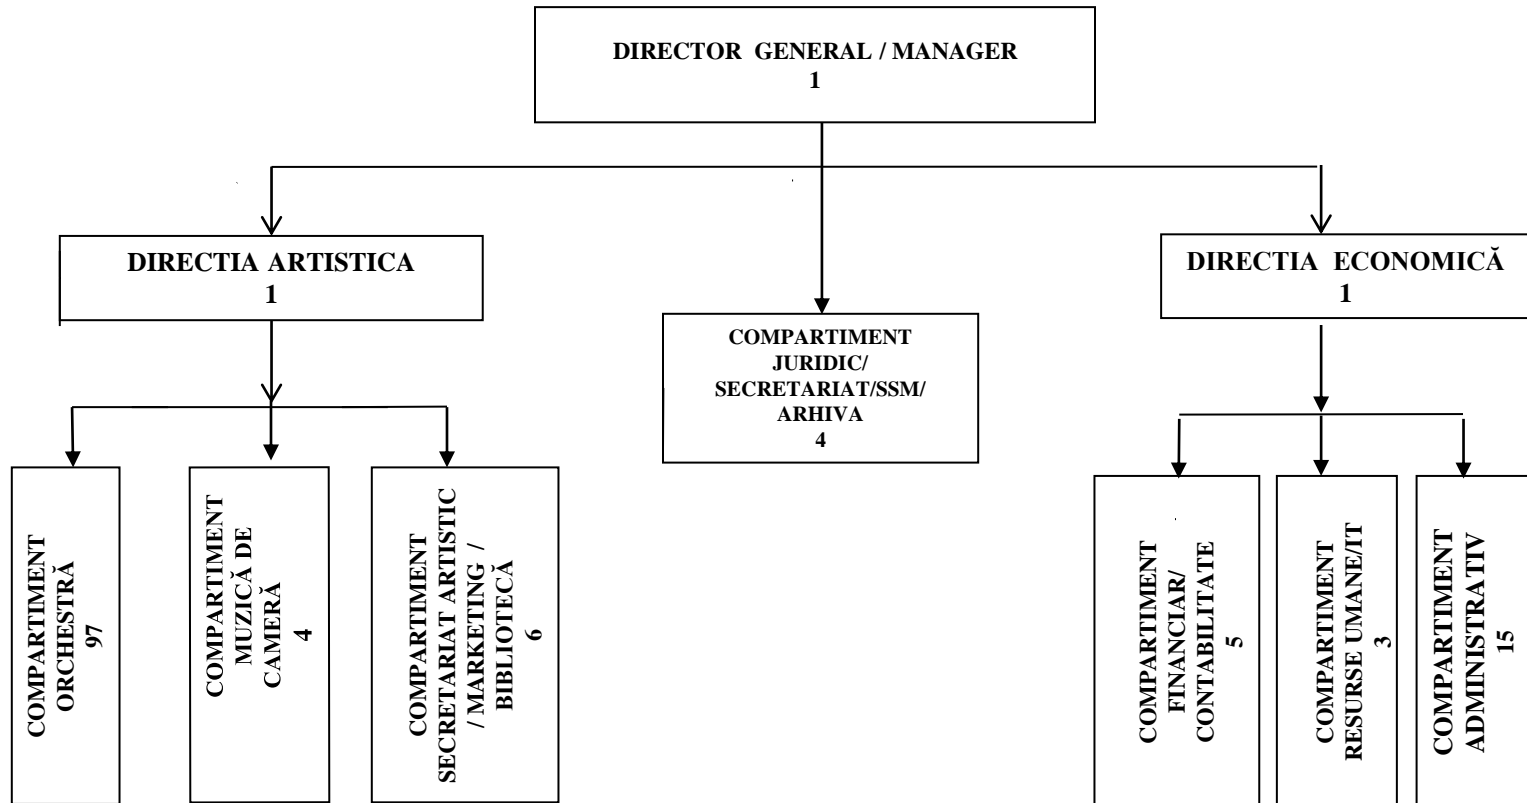 DIRECTOR GENERAL / MANAGER
1
DIRECTIA ARTISTICA
1
DIRECTIA ECONOMICĂ
1
COMPARTIMENT
JURIDIC/
SECRETARIAT/SSM/
ARHIVA
4
COMPARTIMENT
ORCHESTRĂ
97
COMPARTIMENT
MUZICĂ DE
CAMERĂ
4
COMPARTIMENT
SECRETARIAT ARTISTIC
/ MARKETING /
BIBLIOTECĂ
6
COMPARTIMENT
FINANCIAR/
CONTABILITATE
5
COMPARTIMENT
RESURSE UMANE/IT
3
COMPARTIMENT
ADMINISTRATIV
15